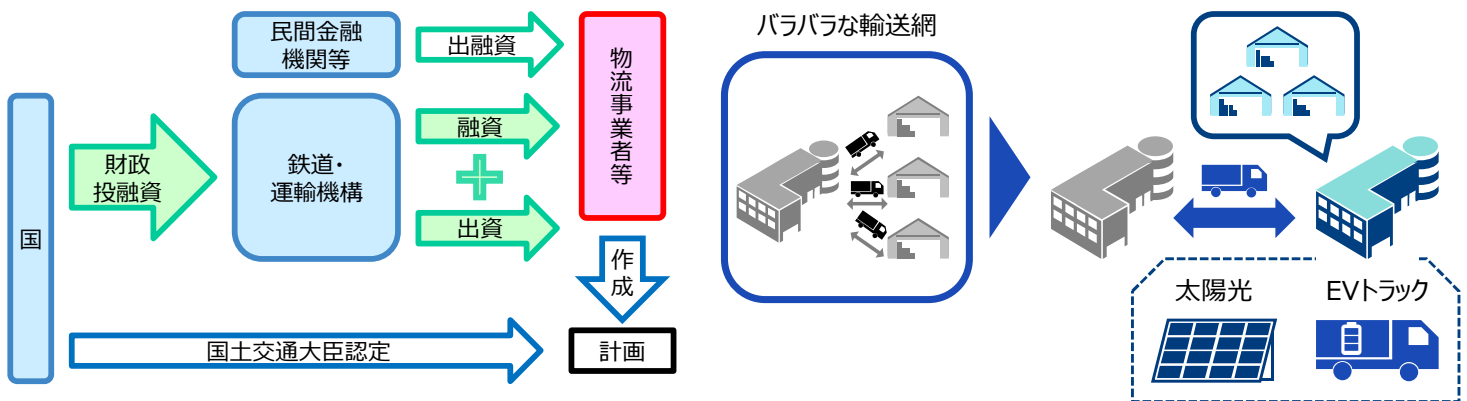 国
財政
投融資
民間金融
機関等
鉄道・
運輸機構
出融資
融資
出資
物流事業者等
作成
国土交通大臣認定
計画
バラバラな輸送網
太陽光
EVトラック